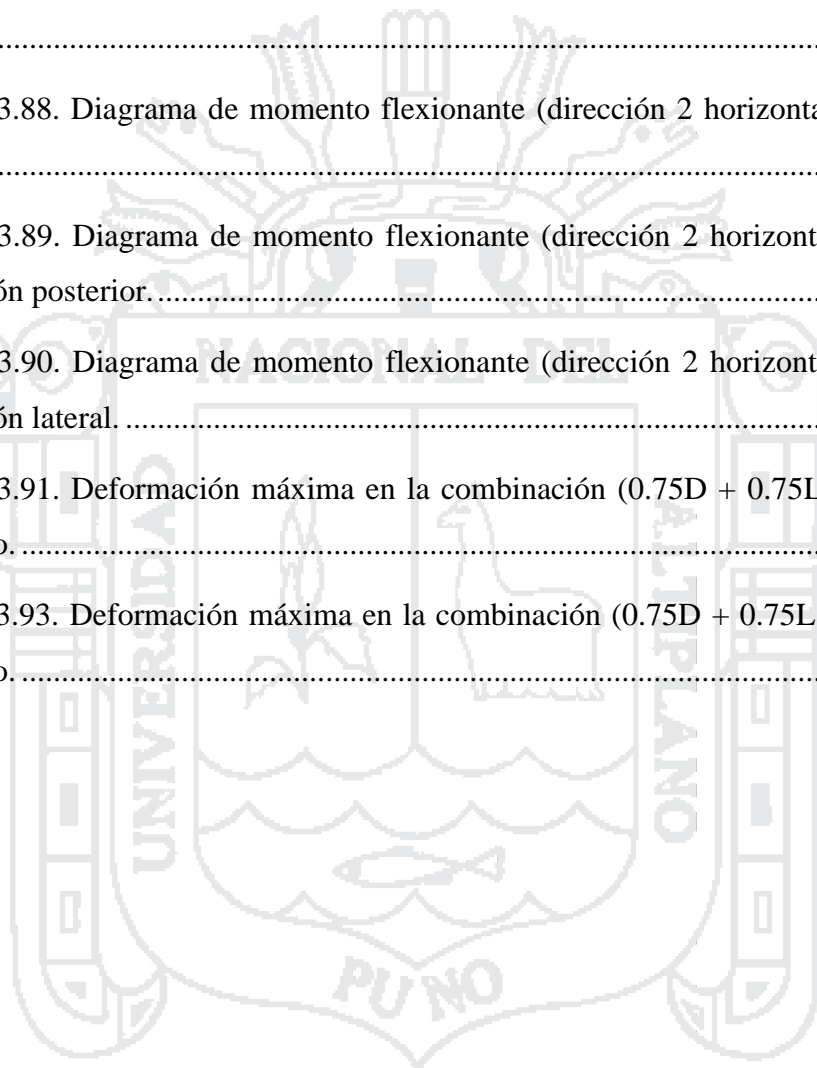 ........................................................................................................
3.88. Diagrama de momento flexionante (dirección 2 horizonta
........................................................................................................
3.89. Diagrama de momento flexionante (dirección 2 horizont
ón posterior. ....................................................................................
3.90. Diagrama de momento flexionante (dirección 2 horizont
ón lateral. ........................................................................................
3.91. Deformación máxima en la combinación (0.75D + 0.75L
o. .....................................................................................................
3.93. Deformación máxima en la combinación (0.75D + 0.75L
o. .....................................................................................................
NACIONAL DEL
UNIVERSIDAD
ALTIPLANO
PUNO